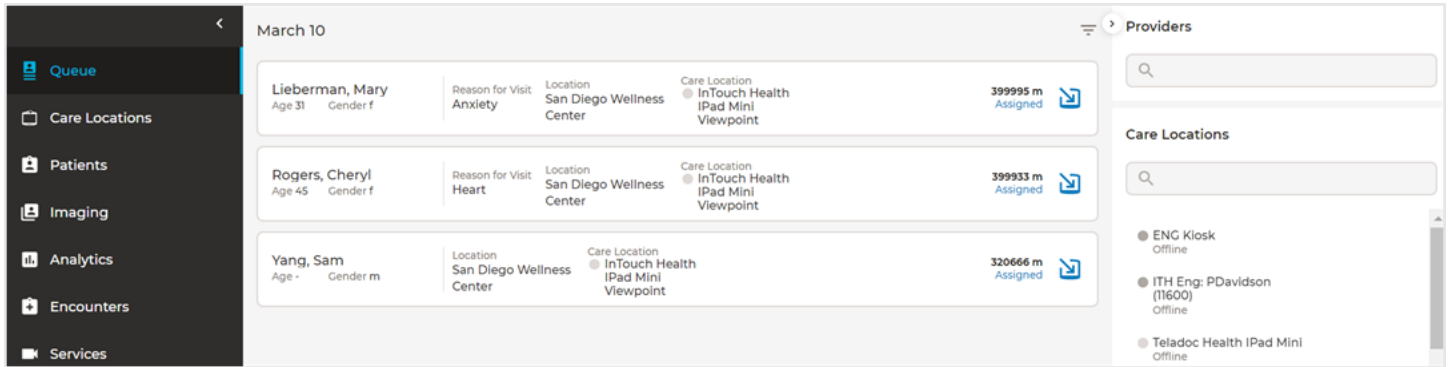 Queue
Care Locations
Patients
Imaging
Analytics
Encounters
Services
March 10
Lieberman, Mary
Age 31 Gender f
Reason for Visit
Anxiety
Location
San Diego Wellness
Center
Care Location
InTouch Health
IPad Mini
Viewpoint
399995 m
Assigned
Rogers, Cheryl
Age 45 Gender f
Reason for Visit
Heart
Location
San Diego Wellness
Center
Care Location
InTouch Health
IPad Mini
Viewpoint
399933 m
Assigned
Yang, Sam
Age - Gender m
Location
San Diego Wellness
Center
Care Location
InTouch Health
IPad Mini
Viewpoint
320666 m
Assigned
Providers
Care Locations
ENG Kiosk
Offline
ITH Eng: PDavidson
(11600)
Offline
Teladoc Health IPad Mini
Offline